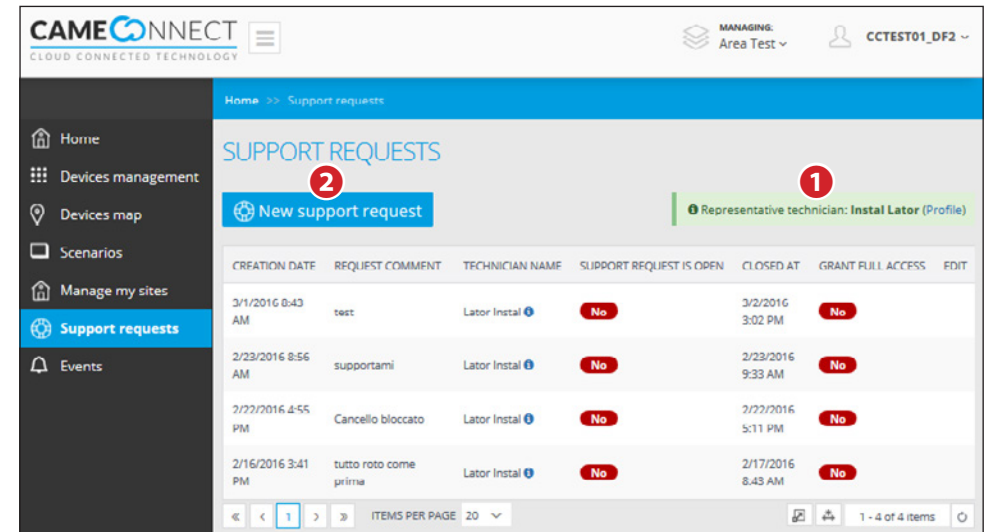 CAMECONNECT
CLOUD CONNECTED TECHNOLOGY
MANAGING:
Area Test
CCTEST01_DF2
Home >> Support requests
Home
Devices management
Devices map
Scenarios
Manage my sites
Support requests
Events
SUPPORT REQUESTS
2
1
New support request
Representative technician: Instal Lator (Profile)
CREATION DATE REQUEST COMMENT TECHNICIAN NAME SUPPORT REQUEST IS OPEN CLOSED AT GRANT FULL ACCESS EDIT
3/1/2016 8:43 3/2/2016
AM test Lator Instal No 3:02 PM No
2/23/2016 8:56 2/23/2016
AM supportami Lator Instal No 9:33 AM No
2/22/2016 4:55 2/22/2016
PM Cancello bloccato Lator Instal No 5:11 PM No
2/16/2016 3:41 tutto roto come 2/17/2016
PM prima Lator Instal No 8.43 AM No
« < 1 > » ITEMS PER PAGE 20 1 - 4 of 4 items